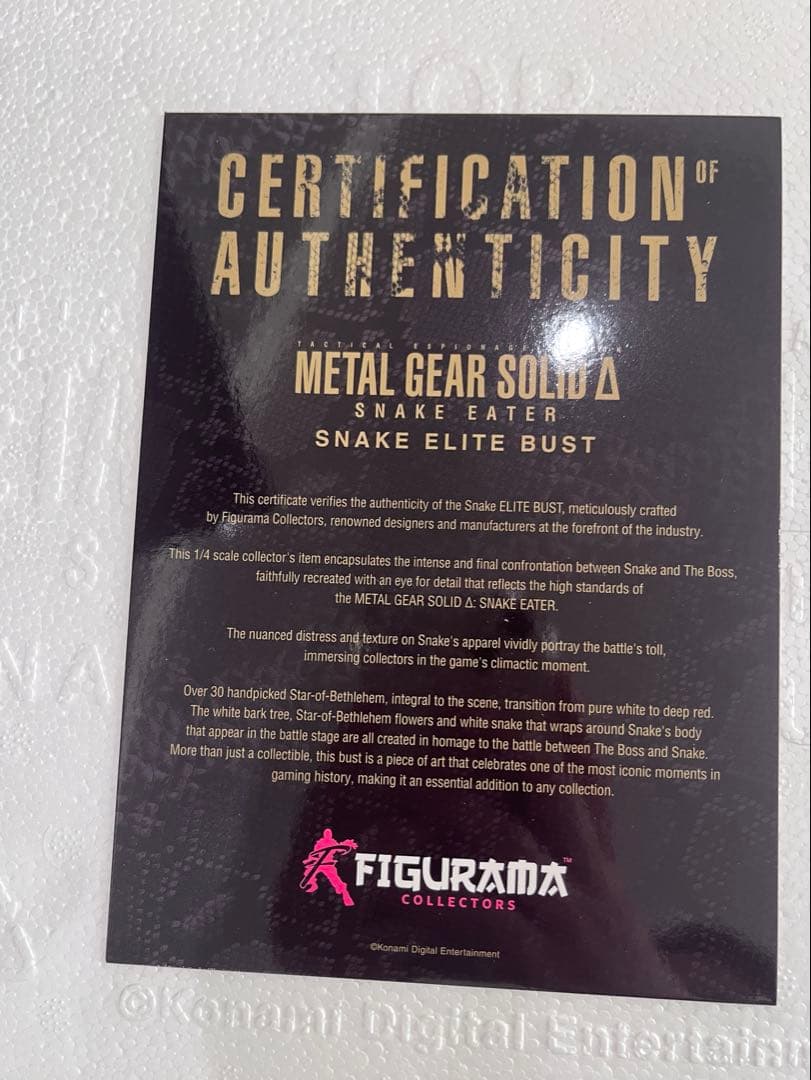 TOP
CERTIFICATION OF
AUTHENTICITY
TACTICAL ESPIONAGE
METAL GEAR SOLID Δ
SNAKE EATER
SNAKE ELITE BUST
This certificate verifies the authenticity of the Snake ELITE BUST, meticulously crafted
by Figurama Collectors, renowned designers and manufacturers at the forefront of the industry.
This 1/4 scale collector's item encapsulates the intense and final confrontation between Snake and The Boss,
faithfully recreated with an eye for detail that reflects the high standards of
the METAL GEAR SOLID Δ: SNAKE EATER.
The nuanced distress and texture on Snake's apparel vividly portray the battle's toll,
immersing collectors in the game's climactic moment.
Over 30 handpicked Star-of-Bethlehem, integral to the scene, transition from pure white to deep red.
The white bark tree, Star-of-Bethlehem flowers and white snake that wraps around Snake's body
that appear in the battle stage are all created in homage to the battle between The Boss and Snake.
More than just a collectible, this bust is a piece of art that celebrates one of the most iconic moments in
gaming history, making it an essential addition to any collection.
FIGURAMA™
COLLECTORS
©Konami Digital Entertainment
©Konami Digital Entertainm